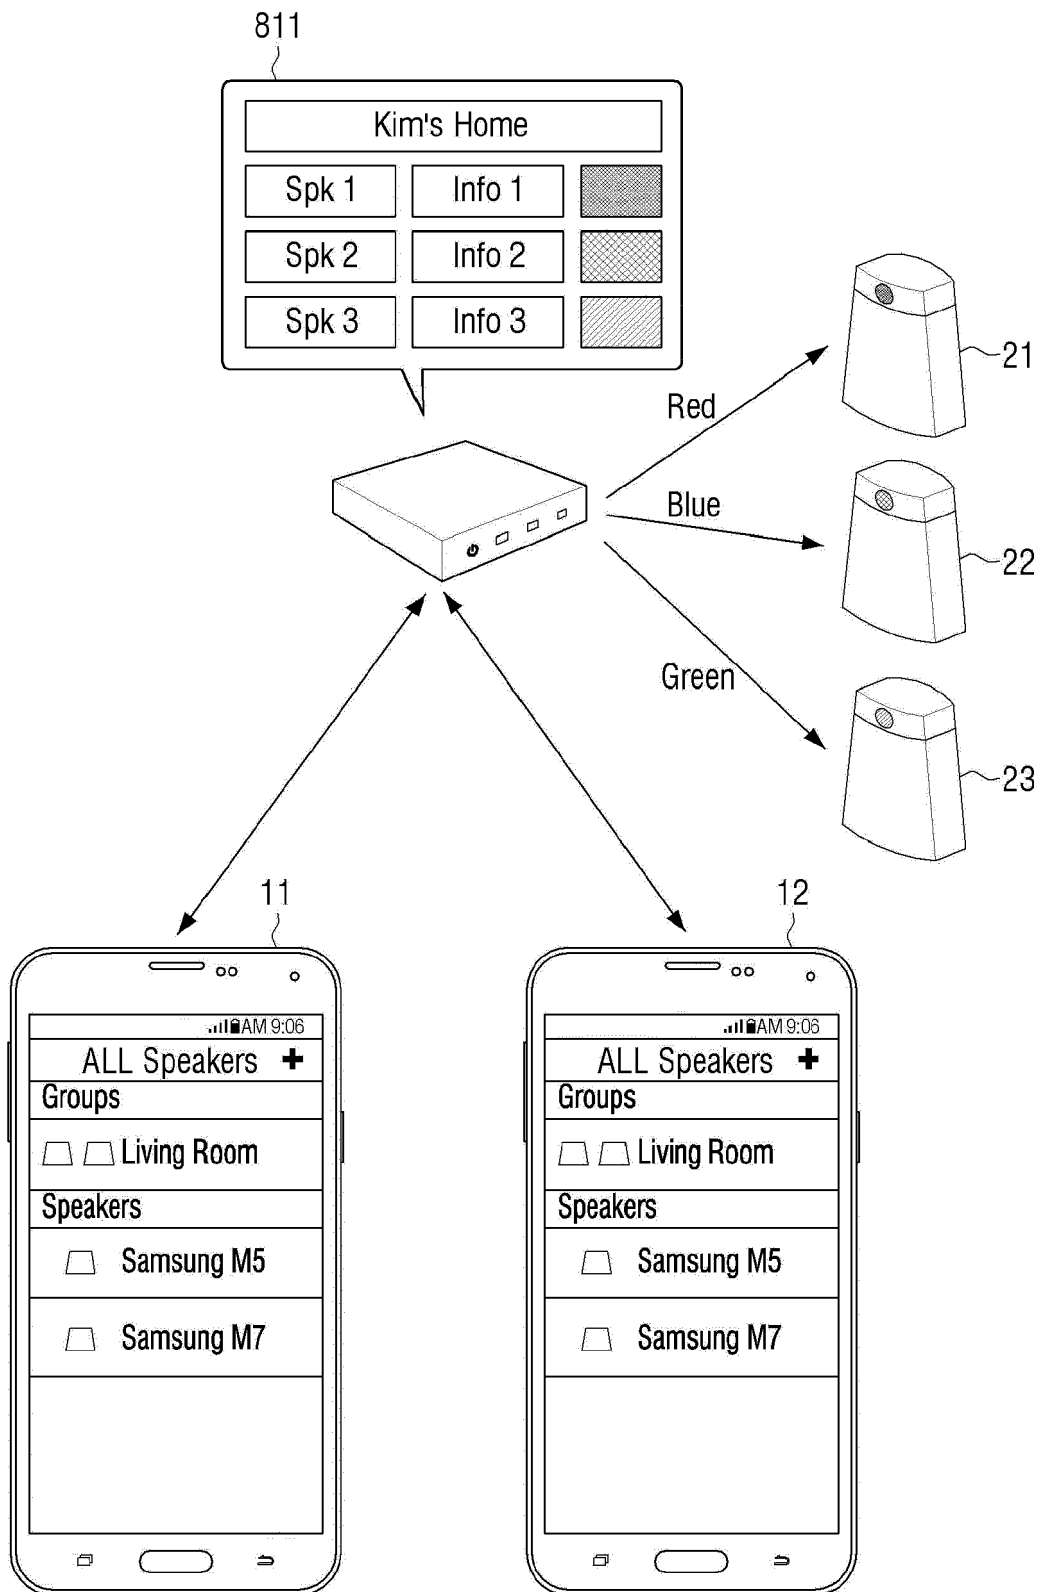 811
Kim's Home
Spk 1 Info 1
Spk 2 Info 2
Spk 3 Info 3
21
Red
Blue
22
Green
23
11
12
AM 9:06
ALL Speakers +
Groups
Living Room
Speakers
Samsung M5
Samsung M7
AM 9:06
ALL Speakers +
Groups
Living Room
Speakers
Samsung M5
Samsung M7